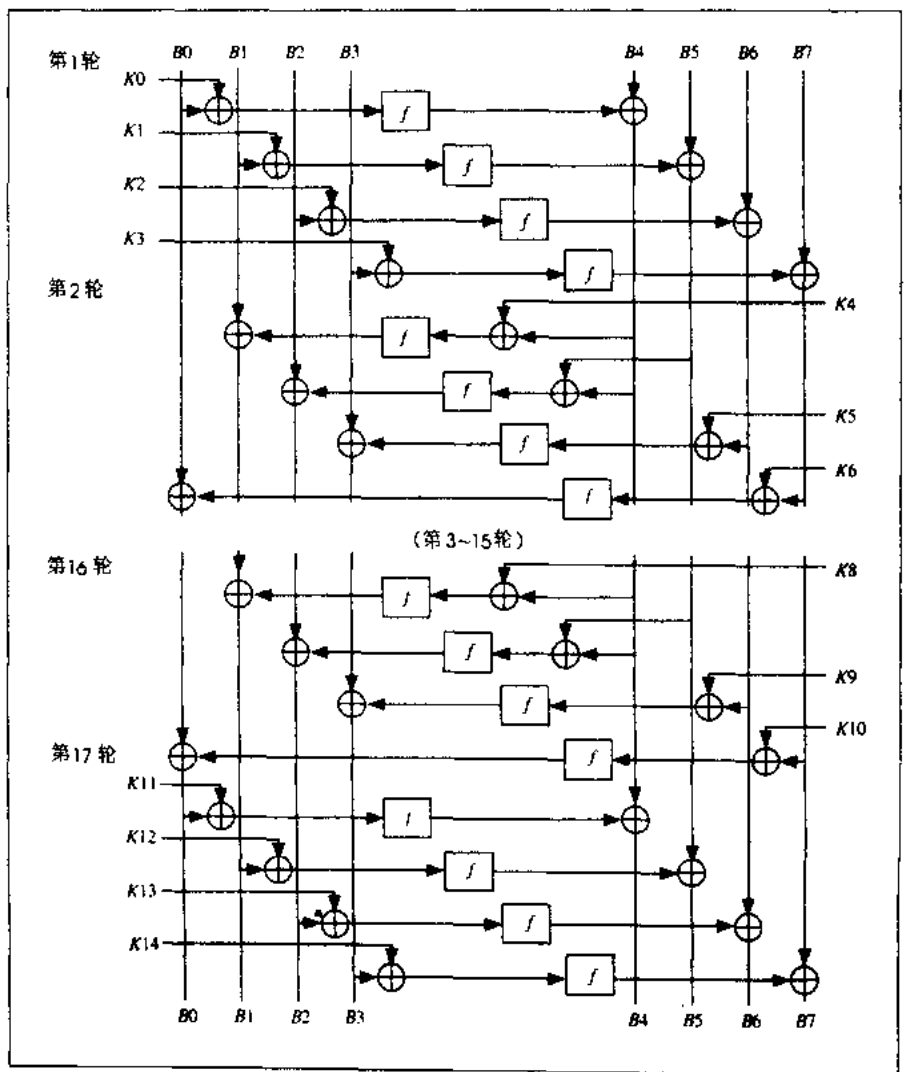 第1轮
B0 B1 B2 B3 B4 B5 B6 B7
K0
f
K1
f
K2
f
K3
f
第2轮
K4
f
f
K5
f
K6
f
(第3~15轮)
第16轮
K8
f
f
K9
f
K10
第17轮
f
K11
f
K12
f
K13
f
K14
f
B0 B1 B2 B3 B4 B5 B6 B7